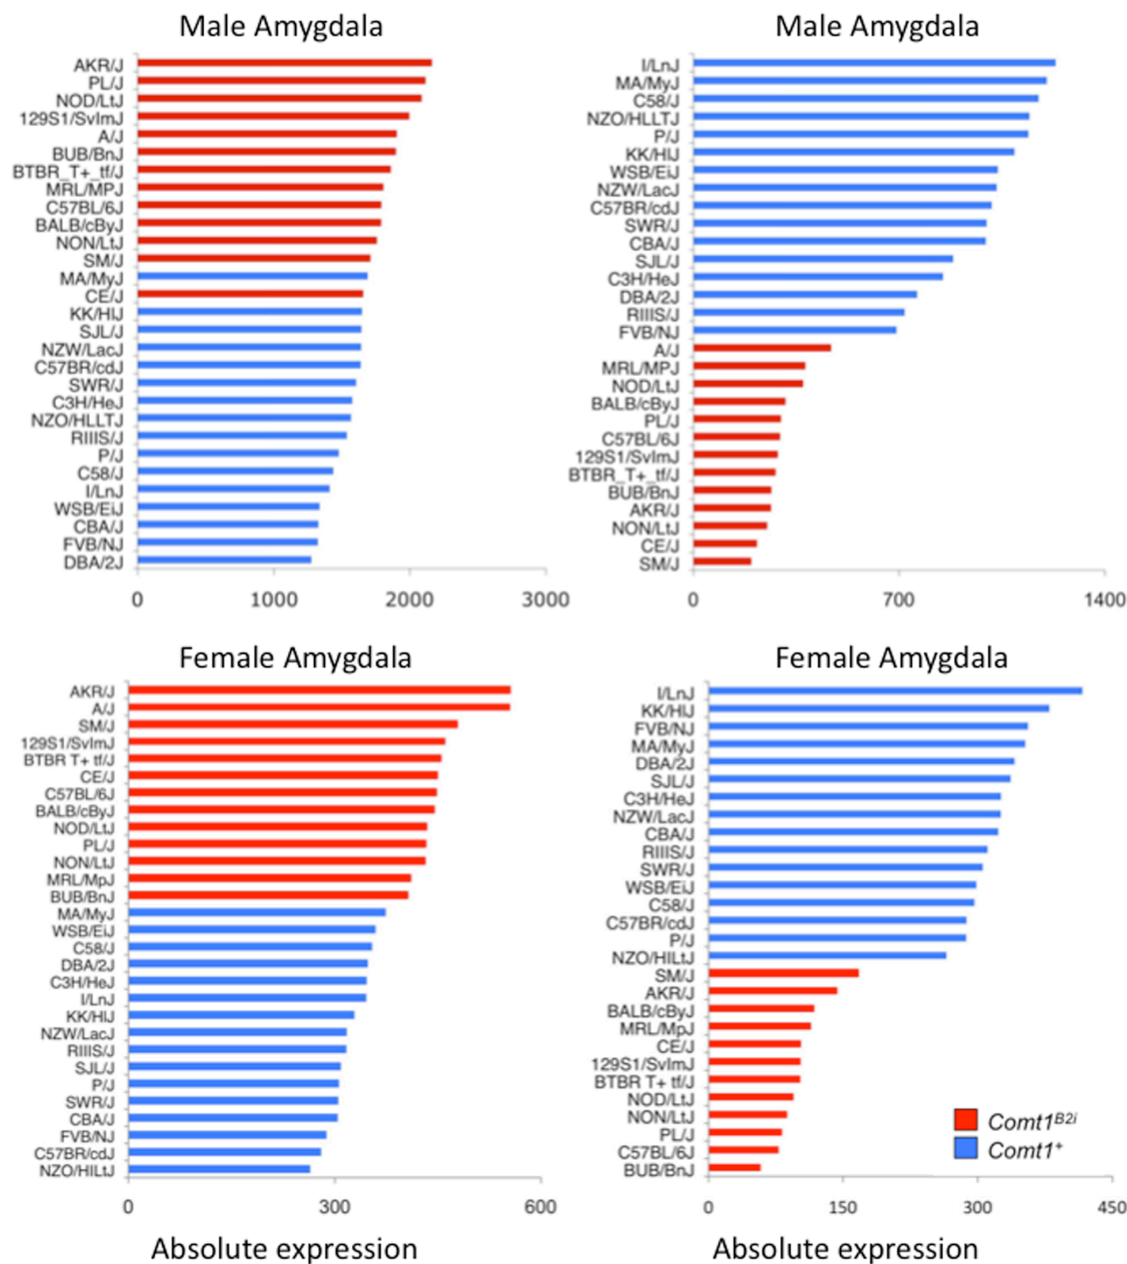 Male Amygdala
AKR/J
PL/J
NOD/LtJ
129S1/SvImJ
A/J
BUB/BnJ
BTBR_T+_tf/J
MRL/MPJ
C57BL/6J
BALB/cByJ
NON/LtJ
SM/J
MA/MyJ
CE/J
KK/HIJ
SJL/J
NZW/LacJ
C57BR/cdJ
SWR/J
C3H/HeJ
NZO/HLLTJ
RIIIS/J
P/J
C58/J
I/LnJ
WSB/EiJ
CBA/J
FVB/NJ
DBA/2J
0 1000 2000 3000
Male Amygdala
I/LnJ
MA/MyJ
C58/J
NZO/HLLTJ
P/J
KK/HIJ
WSB/EiJ
NZW/LacJ
C57BR/cdJ
SWR/J
CBA/J
SJL/J
C3H/HeJ
DBA/2J
RIIIS/J
FVB/NJ
A/J
MRL/MPJ
NOD/LtJ
BALB/cByJ
PL/J
C57BL/6J
129S1/SvImJ
BTBR_T+_tf/J
BUB/BnJ
AKR/J
NON/LtJ
CE/J
SM/J
0 700 1400
Female Amygdala
AKR/J
A/J
SM/J
129S1/SvImJ
BTBR T+ tf/J
CE/J
C57BL/6J
BALB/cByJ
NOD/LtJ
PL/J
NON/LtJ
MRL/MpJ
BUB/BnJ
MA/MyJ
WSB/EiJ
C58/J
DBA/2J
C3H/HeJ
I/LnJ
KK/HIJ
NZW/LacJ
RIIIS/J
SJL/J
P/J
SWR/J
CBA/J
FVB/NJ
C57BR/cdJ
NZO/HILtJ
0 300 600
Absolute expression
Female Amygdala
I/LnJ
KK/HIJ
FVB/NJ
MA/MyJ
DBA/2J
SJL/J
C3H/HeJ
NZW/LacJ
CBA/J
RIIIS/J
SWR/J
WSB/EiJ
C58/J
C57BR/cdJ
P/J
NZO/HILtJ
SM/J
AKR/J
BALB/cByJ
MRL/MpJ
CE/J
129S1/SvImJ
BTBR T+ tf/J
NOD/LtJ
NON/LtJ
PL/J
C57BL/6J
BUB/BnJ
Comt1^B2i
Comt1^+
0 150 300 450
Absolute expression